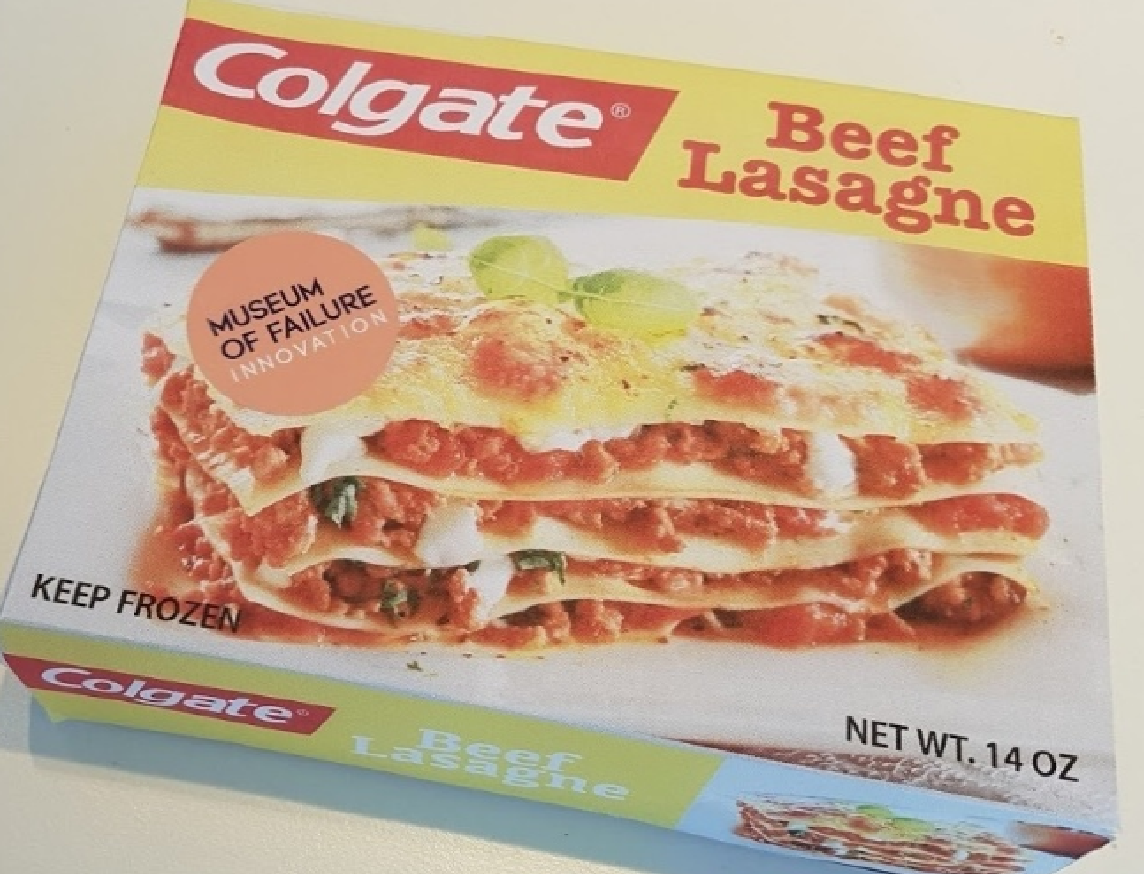 Colgate®
Beef
Lasagne
MUSEUM
OF FAILURE
INNOVATION
KEEP FROZEN
NET WT. 14 OZ
Colgate®
Beef
Lasagne